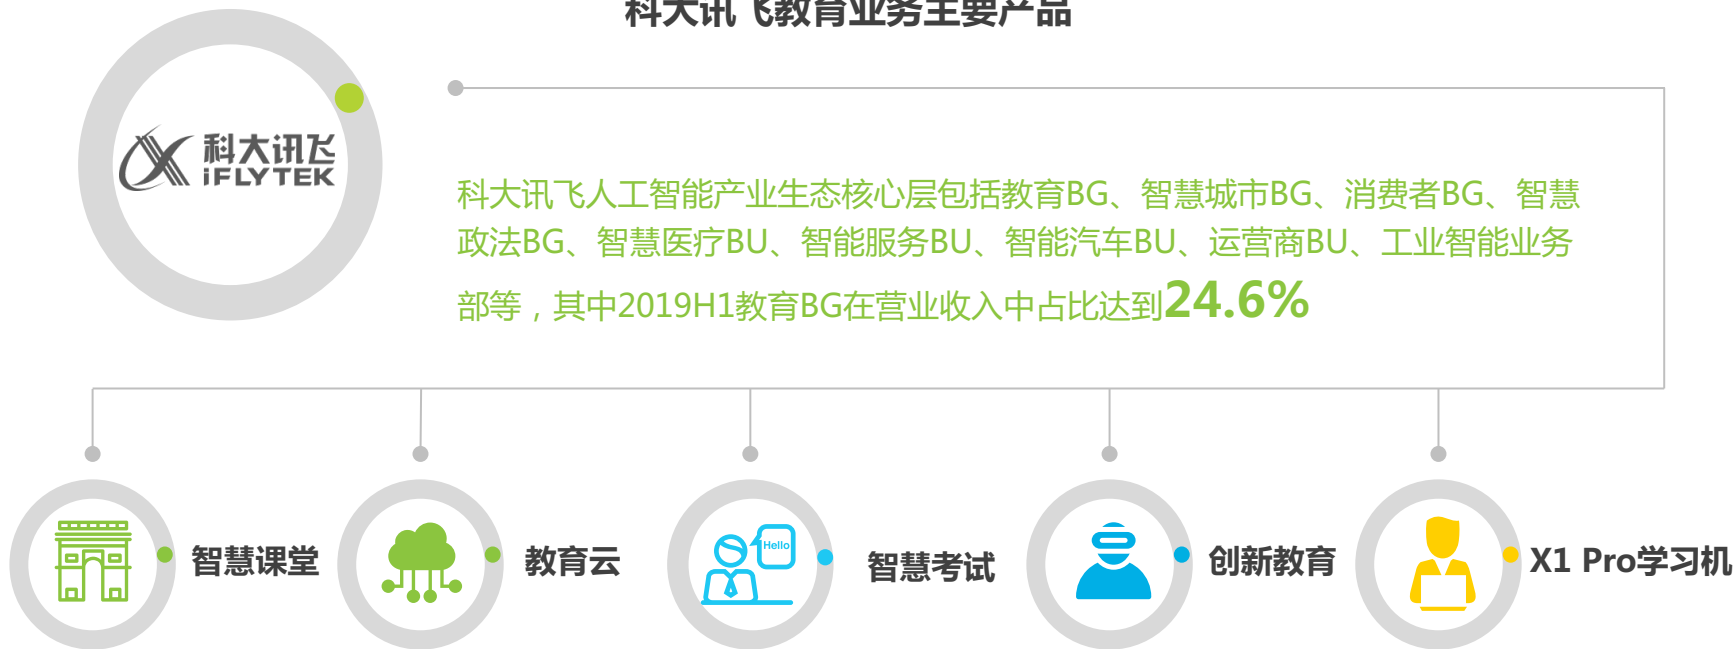 科大讯飞教育业务主要产品
科大讯飞
iFLYTEK
科大讯飞人工智能产业生态核心层包括教育BG、智慧城市BG、消费者BG、智慧
政法BG、智慧医疗BU、智能服务BU、智能汽车BU、运营商BU、工业智能业务
部等，其中2019H1教育BG在营业收入中占比达到24.6%
智慧课堂
教育云
Hello
智慧考试
创新教育
X1 Pro学习机